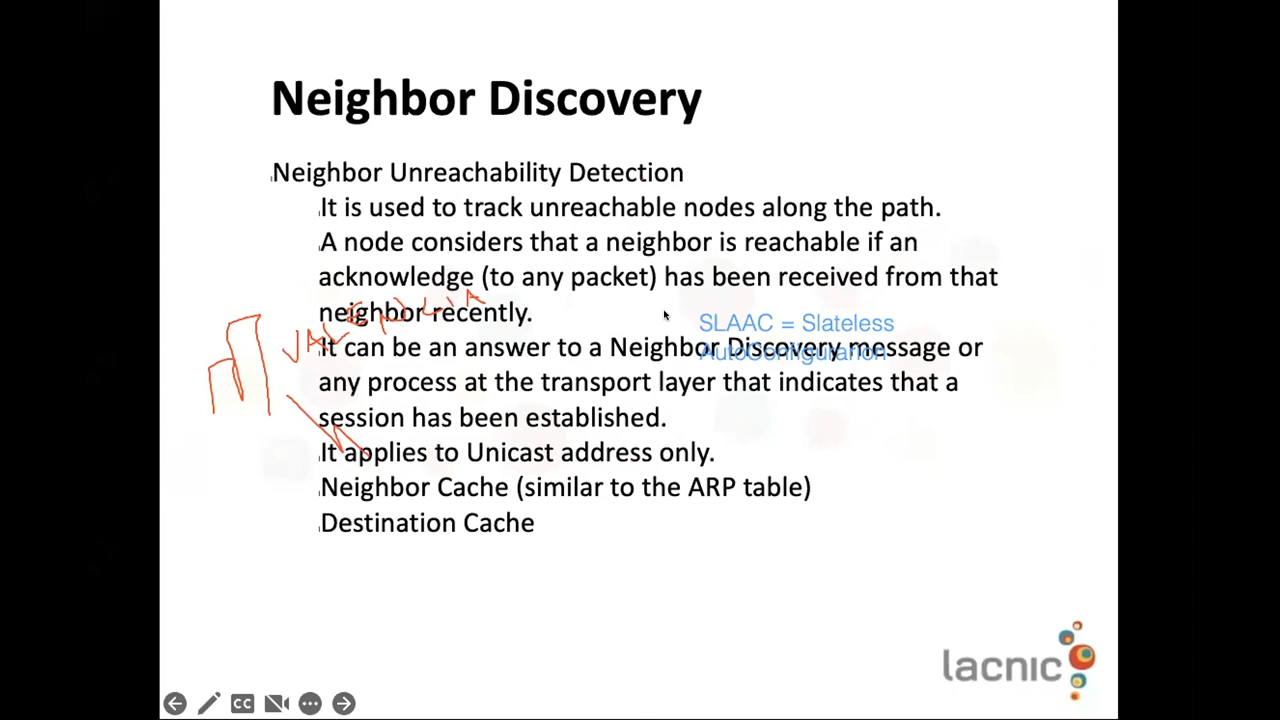 Neighbor Discovery
Neighbor Unreachability Detection
It is used to track unreachable nodes along the path.
A node considers that a neighbor is reachable if an
acknowledge (to any packet) has been received from that
neighbor recently.
VALENCIA
SLAAC = Slateless
AutoConfiguration
It can be an answer to a Neighbor Discovery message or
any process at the transport layer that indicates that a
session has been established.
It applies to Unicast address only.
Neighbor Cache (similar to the ARP table)
Destination Cache
lacnic
CC